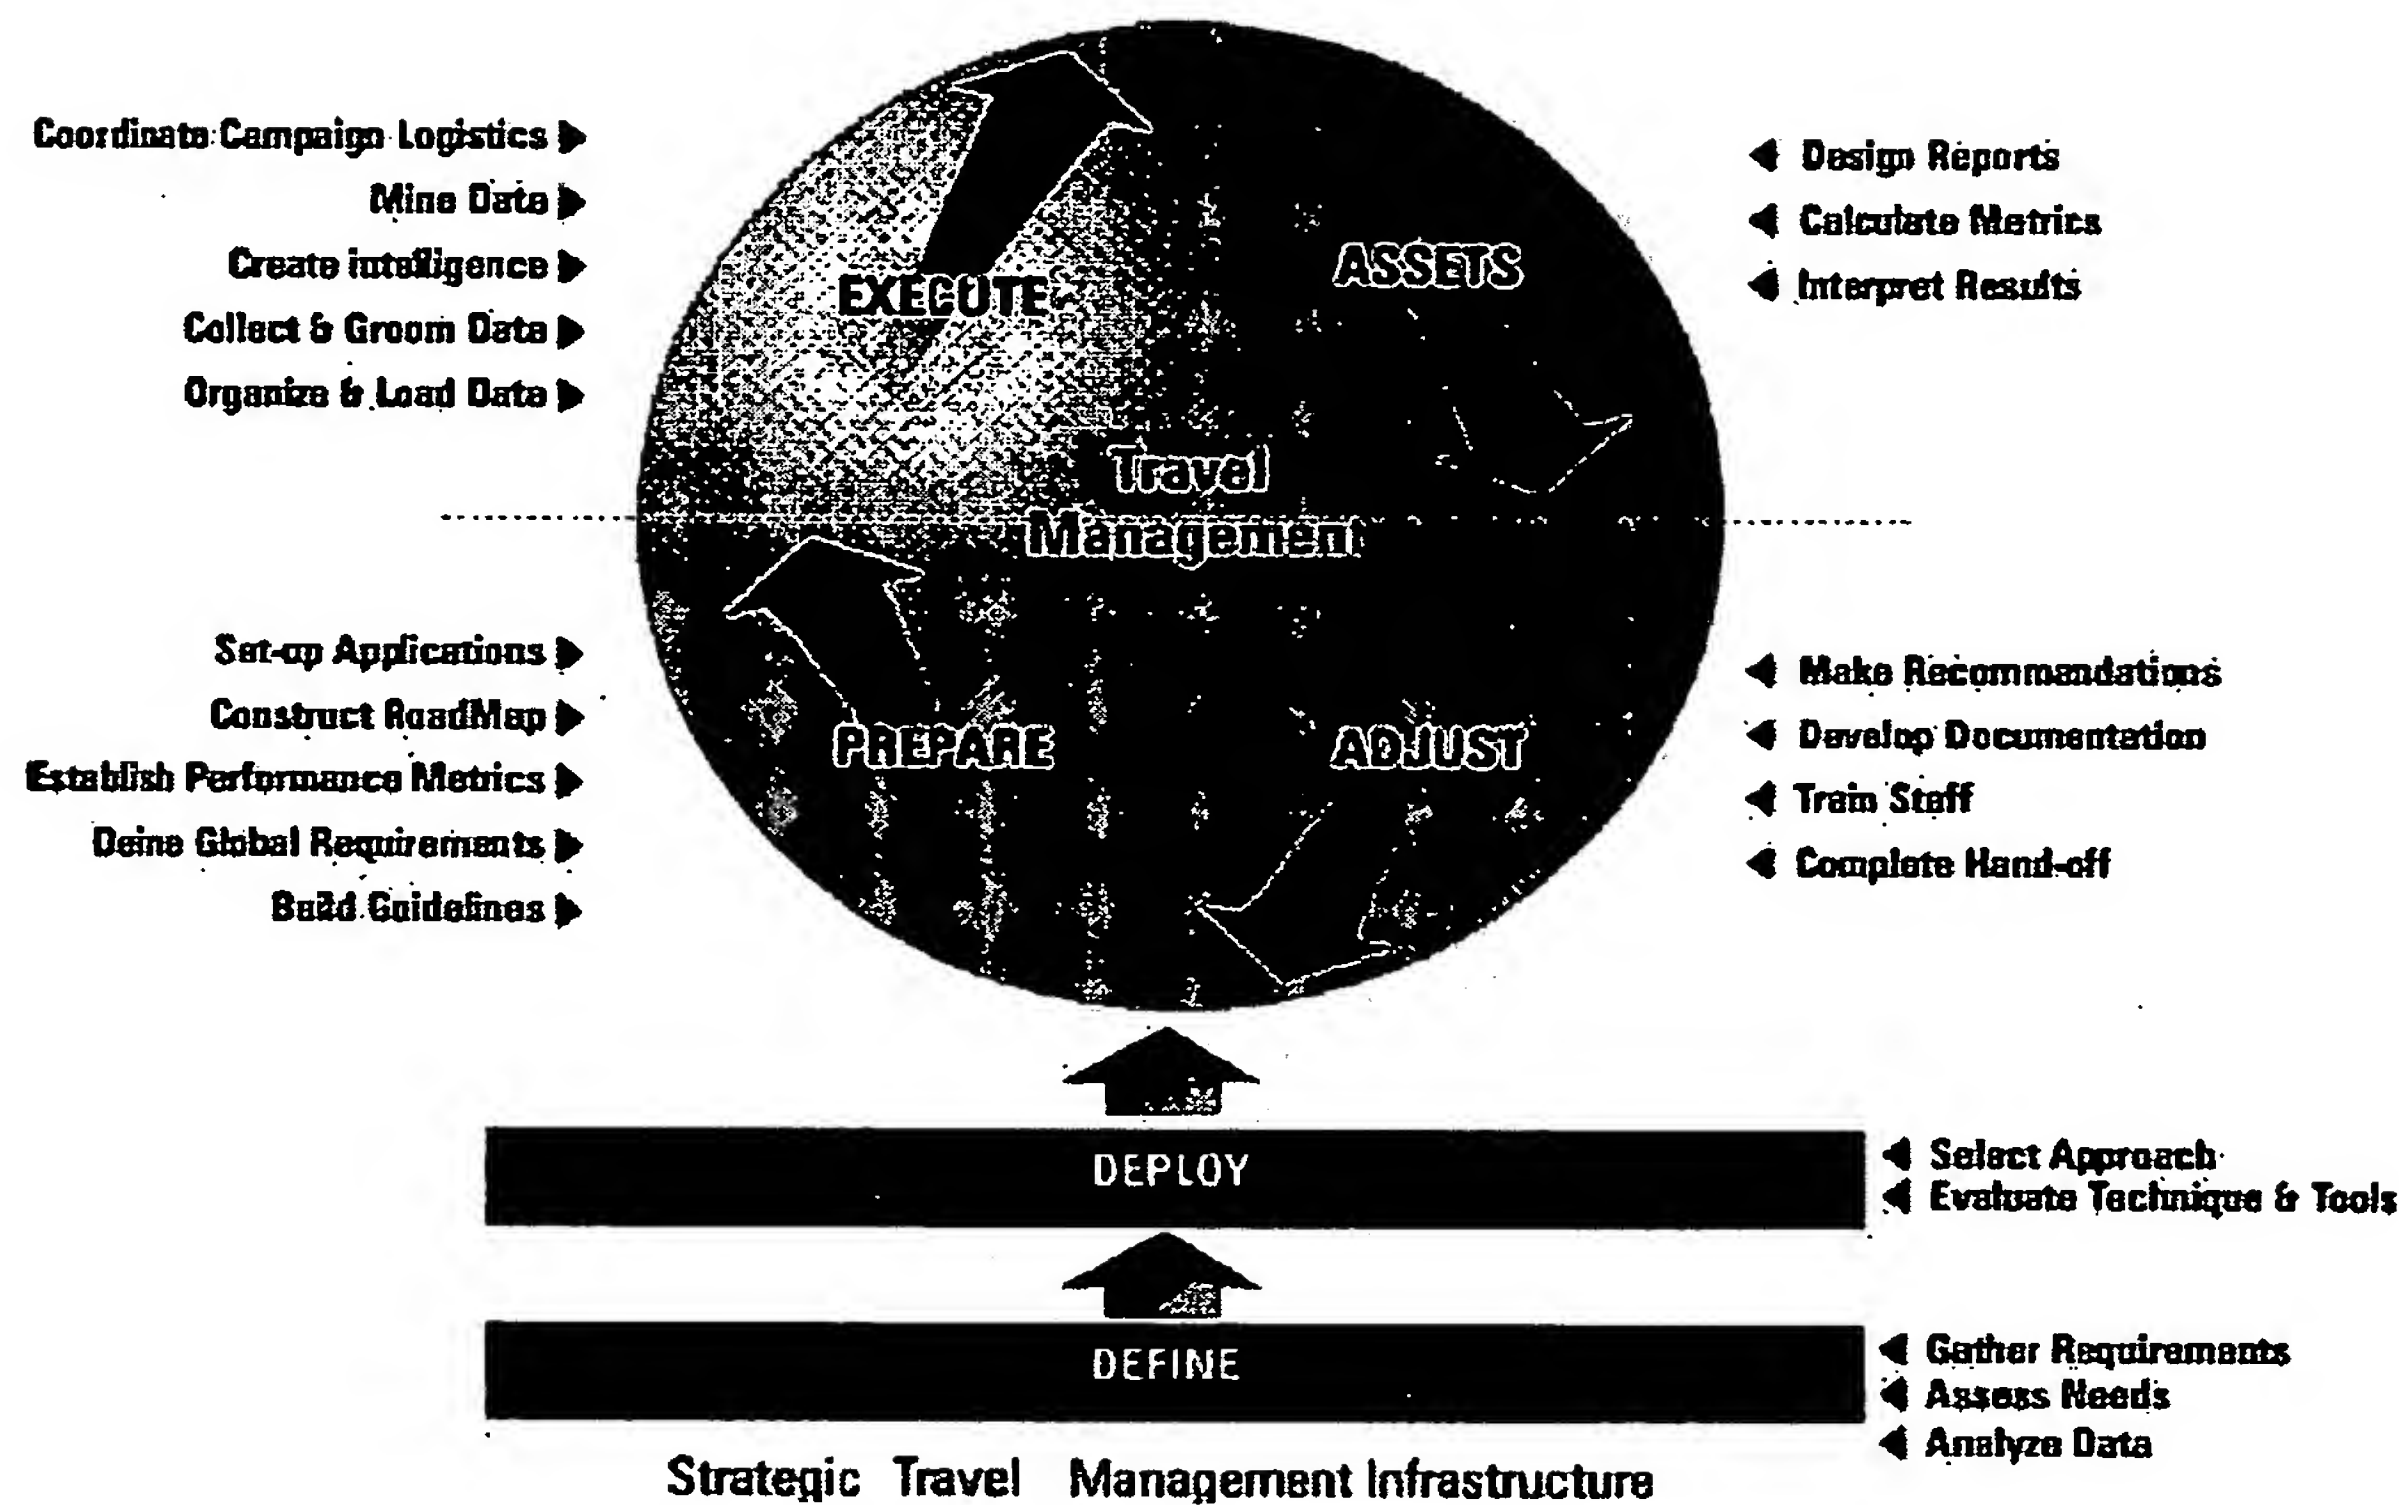 Coordinate Campaign Logistics
Mine Data
Create intelligence
Collect & Groom Data
Organize & Load Data
EXECUTE
ASSETS
Design Reports
Calculate Metrics
Interpret Results
Travel
Management
Set-up Applications
Construct RoadMap
Establish Performance Metrics
Deine Global Requirements
Build Guidelines
PREPARE
ADJUST
Make Recommendations
Develop Documentation
Train Staff
Complete Hand-off
DEPLOY
Select Approach
Evaluate Technique & Tools
DEFINE
Gather Requirements
Assess Needs
Analyze Data
Strategic Travel Management Infrastructure